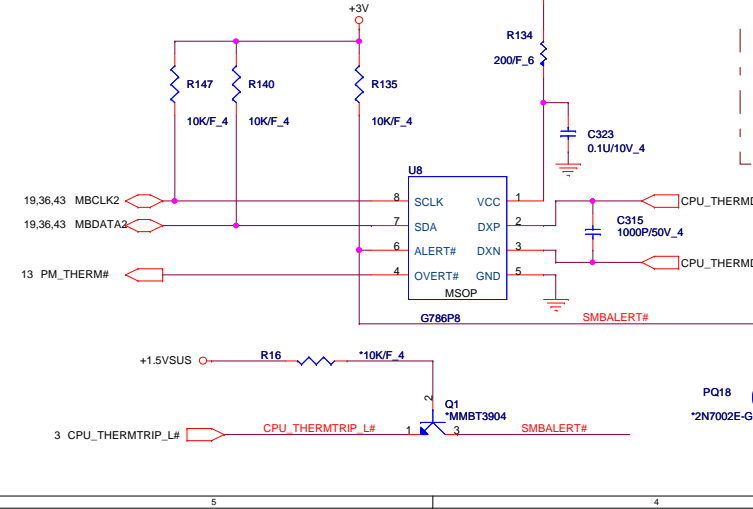 +3V
R134
200/F_6
R147
R140
R135
10K/F_4
10K/F_4
10K/F_4
C323
0.1U/10V_4
U8
19,36,43 MBCLK2
8 SCLK VCC 1
CPU_THERMD
19,36,43 MBDATA2
7 SDA DXP 2
C315
1000P/50V_4
6 ALERT# DXN 3
CPU_THERMD
13 PM_THERM#
4 OVERT# GND 5
MSOP
G786P8
SMBALERT#
+1.5VSUS
R16
*10K/F_4
2
Q1
*MMBT3904
PQ18
*2N7002E-G
3 CPU_THERMTRIP_L#
CPU_THERMTRIP_L#
1
3
SMBALERT#
5
4